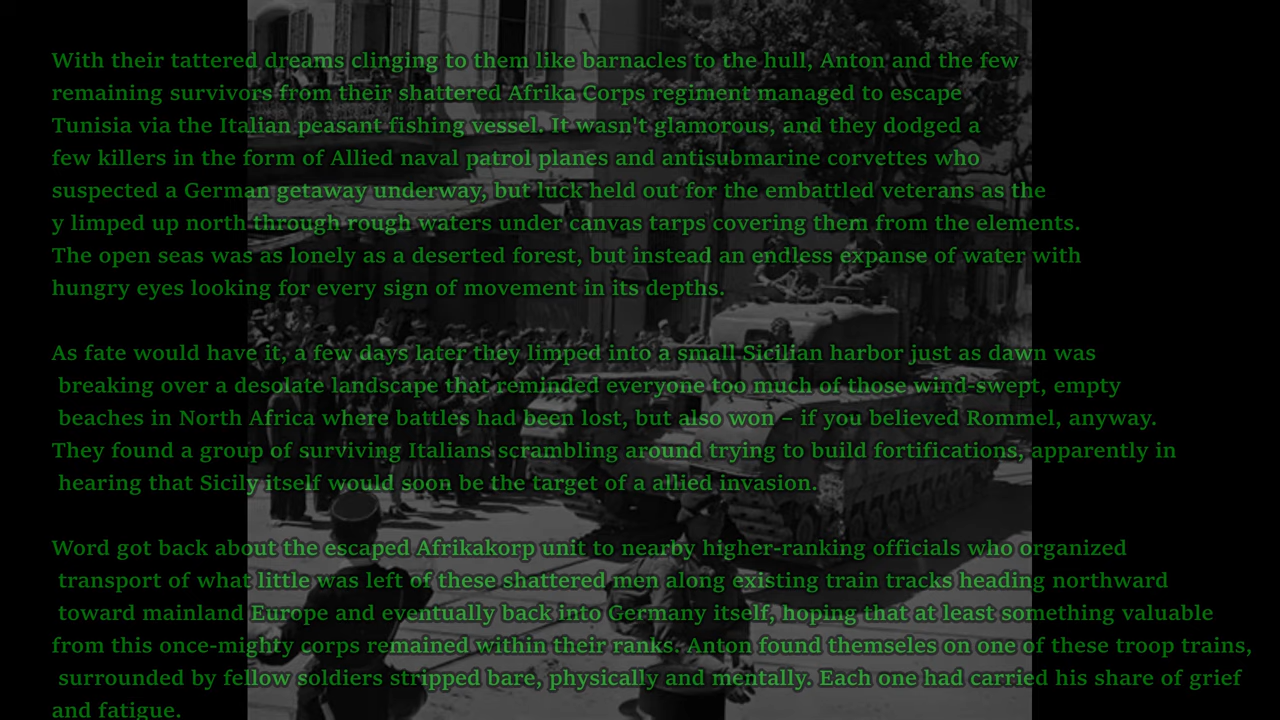 With their tattered dreams clinging to them like barnacles to the hull, Anton and the few
remaining survivors from their shattered Afrika Corps regiment managed to escape
Tunisia via the Italian peasant fishing vessel. It wasn't glamorous, and they dodged a
few killers in the form of Allied naval patrol planes and antisubmarine corvettes who
suspected a German getaway underway, but luck held out for the embattled veterans as the
y limped up north through rough waters under canvas tarps covering them from the elements.
The open seas was as lonely as a deserted forest, but instead an endless expanse of water with
hungry eyes looking for every sign of movement in its depths.
As fate would have it, a few days later they limped into a small Sicilian harbor just as dawn was
breaking over a desolate landscape that reminded everyone too much of those wind-swept, empty
beaches in North Africa where battles had been lost, but also won – if you believed Rommel, anyway.
They found a group of surviving Italians scrambling around trying to build fortifications, apparently in
hearing that Sicily itself would soon be the target of a allied invasion.
Word got back about the escaped Afrikakorp unit to nearby higher-ranking officials who organized
transport of what little was left of these shattered men along existing train tracks heading northward
toward mainland Europe and eventually back into Germany itself, hoping that at least something valuable
from this once-mighty corps remained within their ranks. Anton found themseles on one of these troop trains,
surrounded by fellow soldiers stripped bare, physically and mentally. Each one had carried his share of grief
and fatigue.